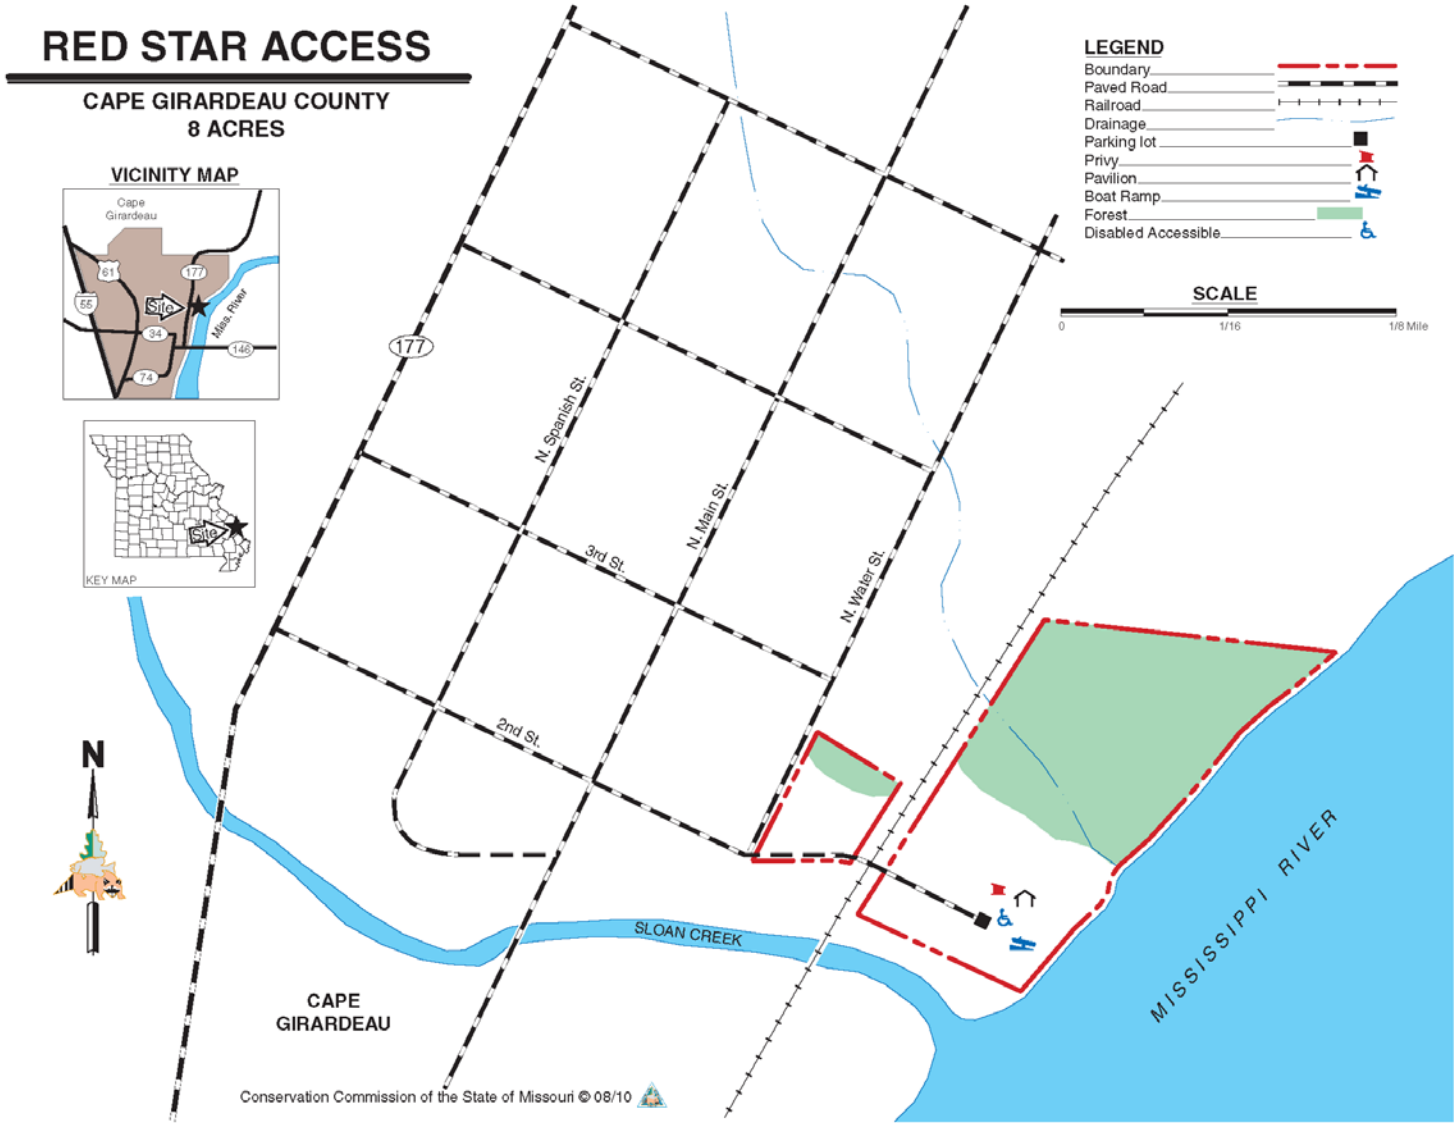 RED STAR ACCESS
CAPE GIRARDEAU COUNTY
8 ACRES
VICINITY MAP
Cape
Girardeau
61
177
55
Site
Miss. River
34
146
74
Site
KEY MAP
N
LEGEND
Boundary
Paved Road
Railroad
Drainage
Parking lot
Privy
Pavilion
Boat Ramp
Forest
Disabled Accessible
SCALE
0 1/16 1/8 Mile
177
N. Spanish St.
N. Main St.
3rd St.
N. Water St.
2nd St.
SLOAN CREEK
MISSISSIPPI RIVER
CAPE
GIRARDEAU
Conservation Commission of the State of Missouri © 08/10